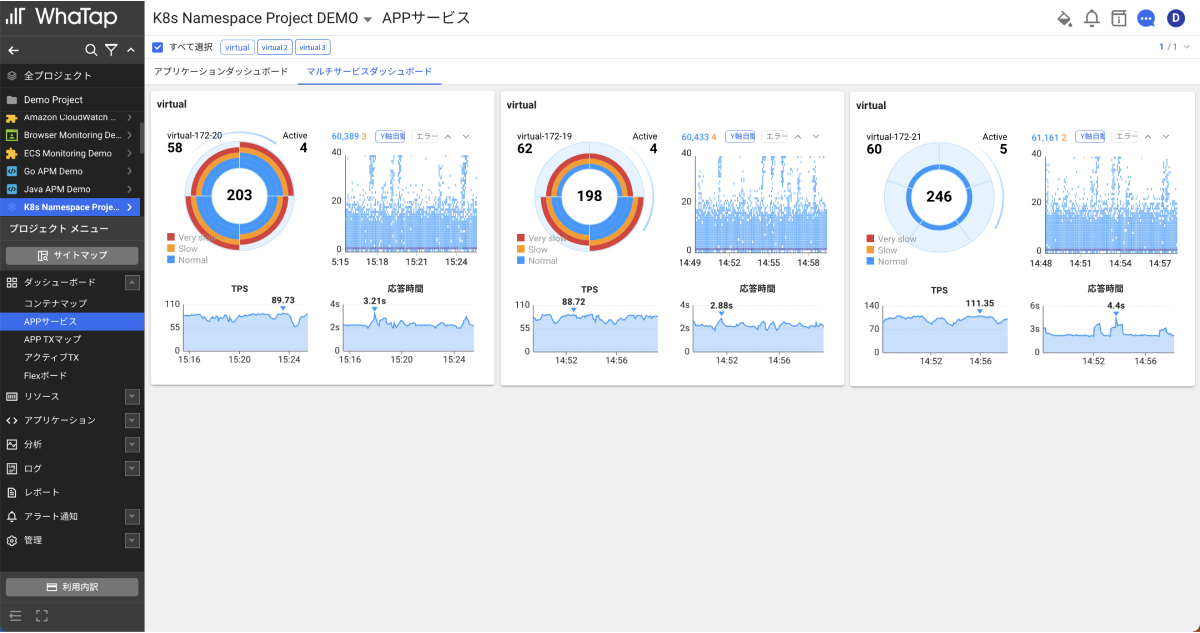 WhaTap
K8s Namespace Project DEMO
APPサービス
D
すべて選択
virtual
virtual 2
virtual 3
1 / 1
アプリケーションダッシュボード
マルチサービスダッシュボード
全プロジェクト
Demo Project
Amazon CloudWatch ...
Browser Monitoring De...
ECS Monitoring Demo
Go APM Demo
Java APM Demo
K8s Namespace Proje...
プロジェクト メニュー
サイトマップ
ダッシューボード
コンテナマップ
APPサービス
APP TXマップ
アクティブTX
Flexボード
リソース
アプリケーション
分析
ログ
レポート
アラート通知
管理
利用内訳
virtual
virtual-172-20
58
Active
4
203
Very slow
Slow
Normal
60,389 3
Y軸自動
エラー
40
20
0
5:15
15:18
15:21
15:24
TPS
89.73
110
55
0
15:16
15:20
15:24
応答時間
3.21s
4s
2s
0
15:16
15:20
15:24
virtual
virtual-172-19
62
Active
4
198
Very slow
Slow
Normal
60,433 4
Y軸自動
エラー
40
20
0
14:49
14:52
14:55
14:58
TPS
88.72
110
55
0
14:52
14:56
応答時間
2.88s
4s
2s
0
14:52
14:56
virtual
virtual-172-21
60
Active
5
246
Very slow
Slow
Normal
61,161 2
Y軸自動
エラー
40
20
0
14:48
14:51
14:54
14:57
TPS
111.35
140
70
0
14:52
14:56
応答時間
4.4s
6s
3s
0
14:52
14:56